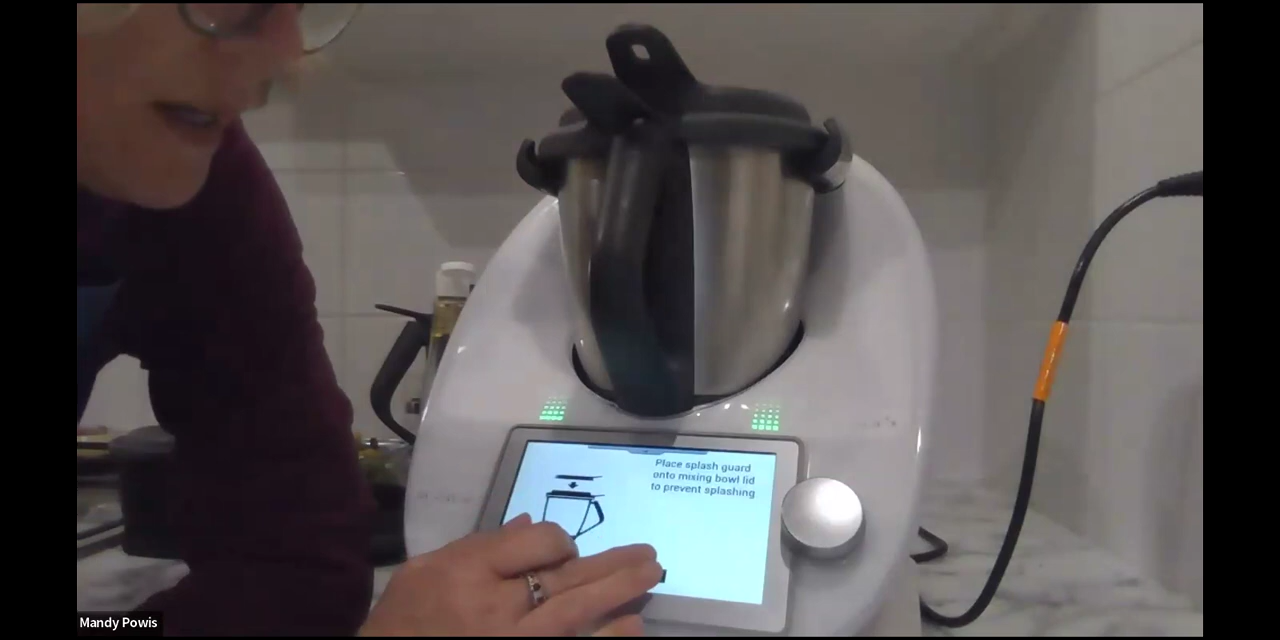 Place splash guard
onto mixing bowl lid
to prevent splashing
Mandy Powis